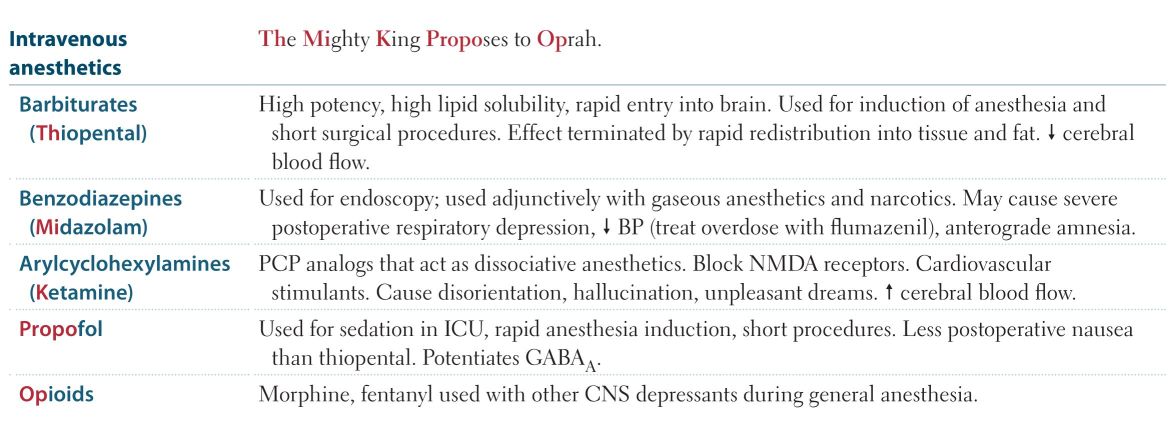 Intravenous anesthetics
The Mighty King Proposes to Oprah.
Barbiturates
(Thiopental)
High potency, high lipid solubility, rapid entry into brain. Used for induction of anesthesia and
short surgical procedures. Effect terminated by rapid redistribution into tissue and fat. ↓ cerebral
blood flow.
Benzodiazepines
(Midazolam)
Used for endoscopy; used adjunctively with gaseous anesthetics and narcotics. May cause severe
postoperative respiratory depression, ↓ BP (treat overdose with flumazenil), anterograde amnesia.
Arylcyclohexylamines
(Ketamine)
PCP analogs that act as dissociative anesthetics. Block NMDA receptors. Cardiovascular
stimulants. Cause disorientation, hallucination, unpleasant dreams. ↑ cerebral blood flow.
Propofol
Used for sedation in ICU, rapid anesthesia induction, short procedures. Less postoperative nausea
than thiopental. Potentiates GABAA.
Opioids
Morphine, fentanyl used with other CNS depressants during general anesthesia.